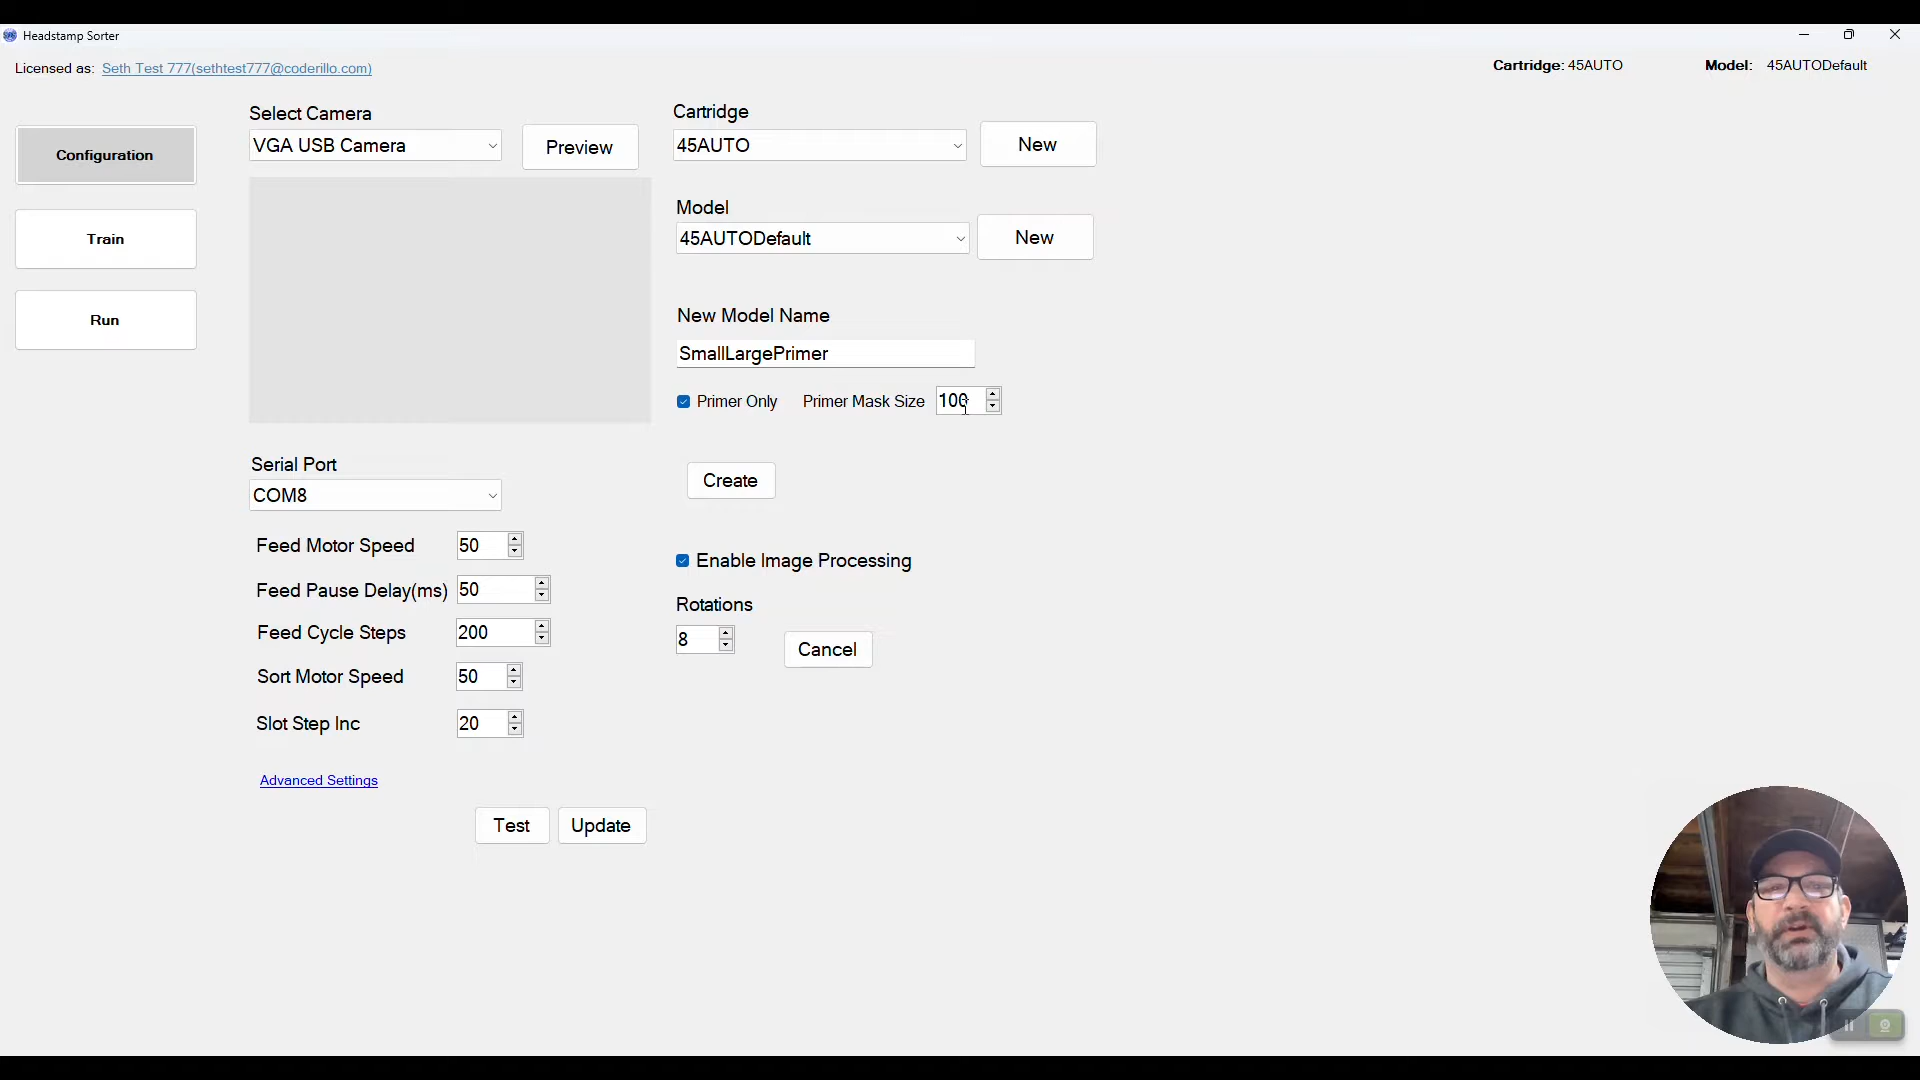 Headstamp Sorter
Licensed as: Seth Test 777(sethtest777@coderillo.com)
Cartridge: 45AUTO
Model: 45AUTODefault
Configuration
Train
Run
Select Camera
VGA USB Camera
Preview
Cartridge
45AUTO
New
Model
45AUTODefault
New
New Model Name
SmallLargePrimer
Primer Only
Primer Mask Size
100
Create
Enable Image Processing
Rotations
8
Cancel
Serial Port
COM8
Feed Motor Speed
50
Feed Pause Delay(ms)
50
Feed Cycle Steps
200
Sort Motor Speed
50
Slot Step Inc
20
Advanced Settings
Test
Update